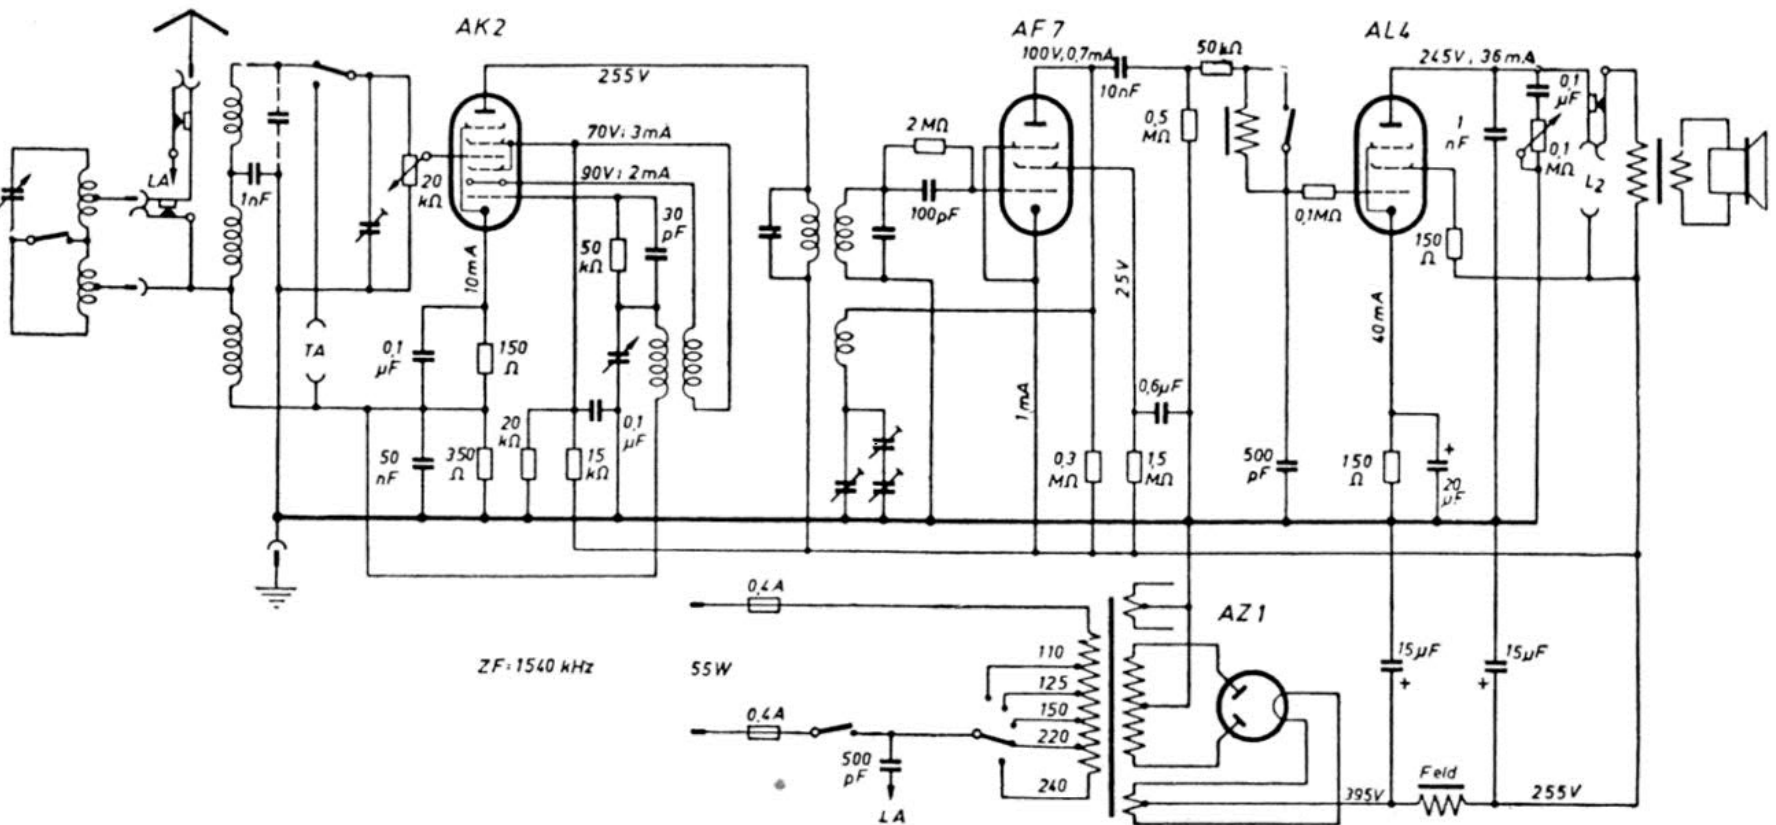 AK2
AF7
AL4
255V
100V, 0,7mA
10nF
50kΩ
245V, 36mA
0,1
µF
0,5
MΩ
1
nF
0,1
MΩ
L2
70V; 3mA
2MΩ
90V; 2mA
LA
1nF
20
kΩ
100pF
0,1MΩ
30
pF
50
kΩ
150
Ω
10mA
25V
40mA
TA
0,1
µF
150
Ω
1mA
0,6µF
20
kΩ
0,1
µF
50
nF
350
Ω
15
kΩ
0,3
MΩ
1,5
MΩ
500
pF
150
Ω
+
20
µF
0,4A
AZ1
ZF: 1540 kHz
55W
110
125
150
220
240
0,4A
500
pF
LA
15µF
+
15µF
+
395V
Feld
255V